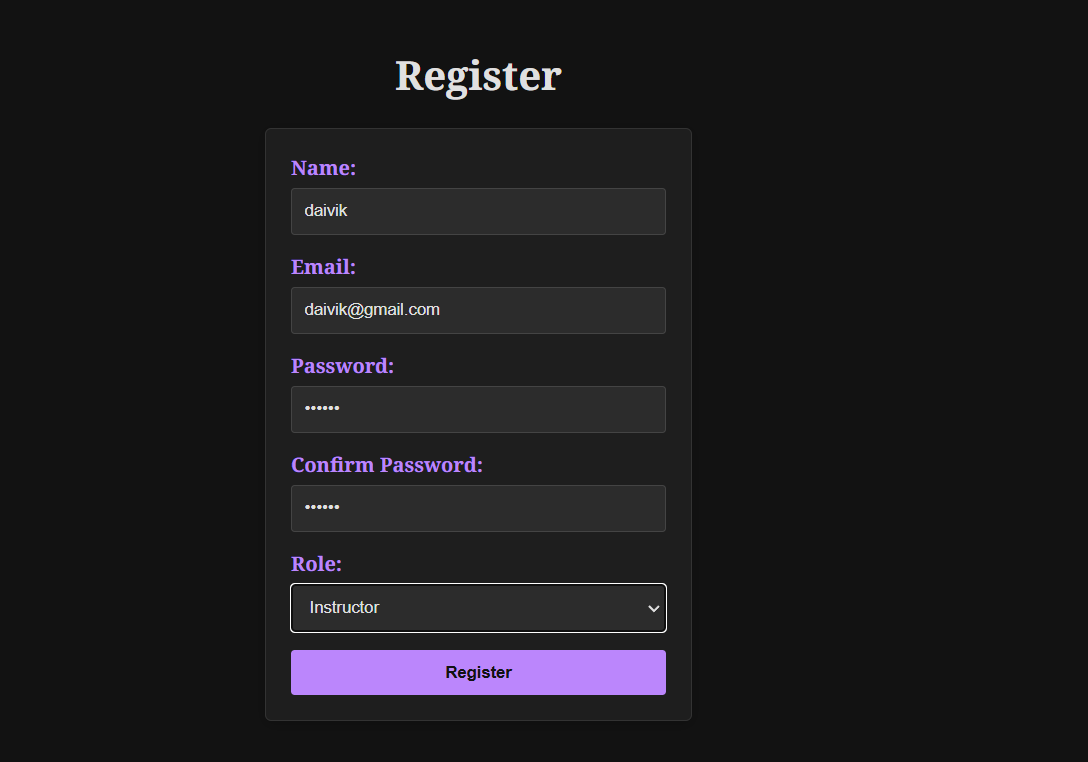 Register
Name:
daivik
Email:
daivik@gmail.com
Password:
••••••
Confirm Password:
••••••
Role:
Instructor
Register